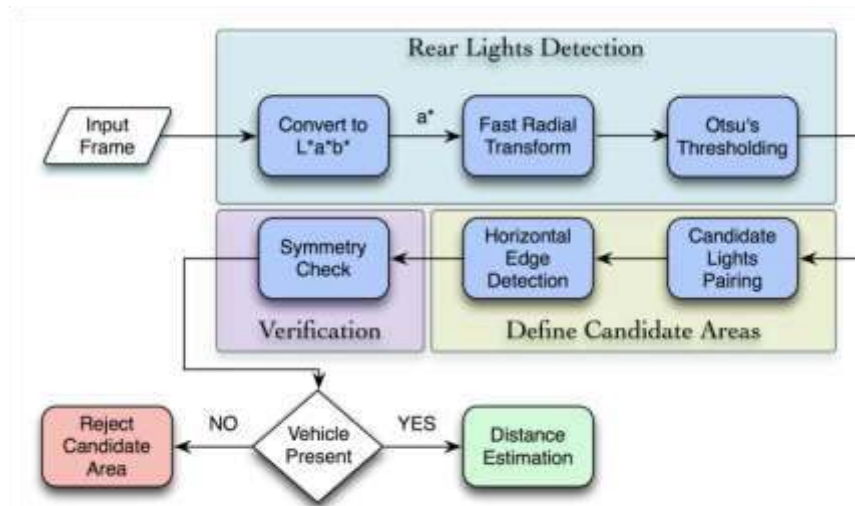 Rear Lights Detection
Input
Frame
Convert to
L*a*b*
a*
Fast Radial
Transform
Otsu's
Thresholding
Symmetry
Check
Horizontal
Edge
Detection
Candidate
Lights
Pairing
Verification
Define Candidate Areas
Reject
Candidate
Area
NO
Vehicle
Present
YES
Distance
Estimation